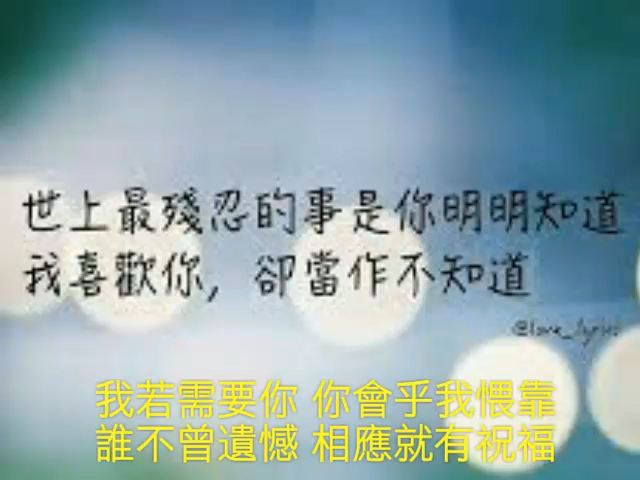 世上最殘忍的事是你明明知道
我喜歡你，卻當作不知道
@love_lyrics
我若需要你 你會乎我偎靠
誰不曾遺憾 相應就有祝福